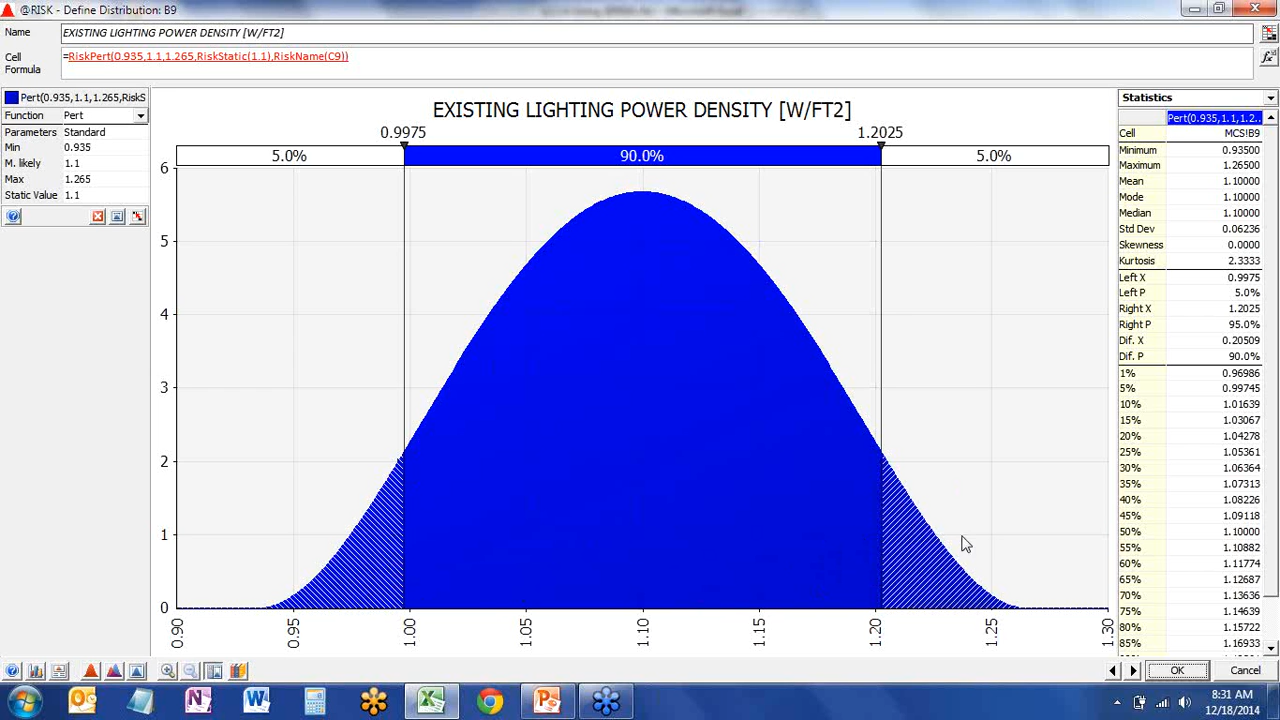 @RISK - Define Distribution: B9
Name
EXISTING LIGHTING POWER DENSITY [W/FT2]
Cell Formula
=RiskPert(0.935,1.1,1.265,RiskStatic(1.1),RiskName(C9))
Pert(0.935,1.1,1.265,RiskS
Function Pert
Parameters Standard
Min 0.935
M. likely 1.1
Max 1.265
Static Value 1.1
EXISTING LIGHTING POWER DENSITY [W/FT2]
0.9975 1.2025
5.0% 90.0% 5.0%
6
5
4
3
2
1
0
0.90 0.95 1.00 1.05 1.10 1.15 1.20 1.25 1.30
Statistics
Pert(0.935,1.1,1.2...
Cell MCS!B9
Minimum 0.93500
Maximum 1.26500
Mean 1.10000
Mode 1.10000
Median 1.10000
Std Dev 0.06236
Skewness 0.0000
Kurtosis 2.3333
Left X 0.9975
Left P 5.0%
Right X 1.2025
Right P 95.0%
Dif. X 0.20509
Dif. P 90.0%
1% 0.96986
5% 0.99745
10% 1.01639
15% 1.03067
20% 1.04278
25% 1.05361
30% 1.06364
35% 1.07313
40% 1.08226
45% 1.09118
50% 1.10000
55% 1.10882
60% 1.11774
65% 1.12687
70% 1.13636
75% 1.14639
80% 1.15722
85% 1.16933
OK Cancel
8:31 AM
12/18/2014